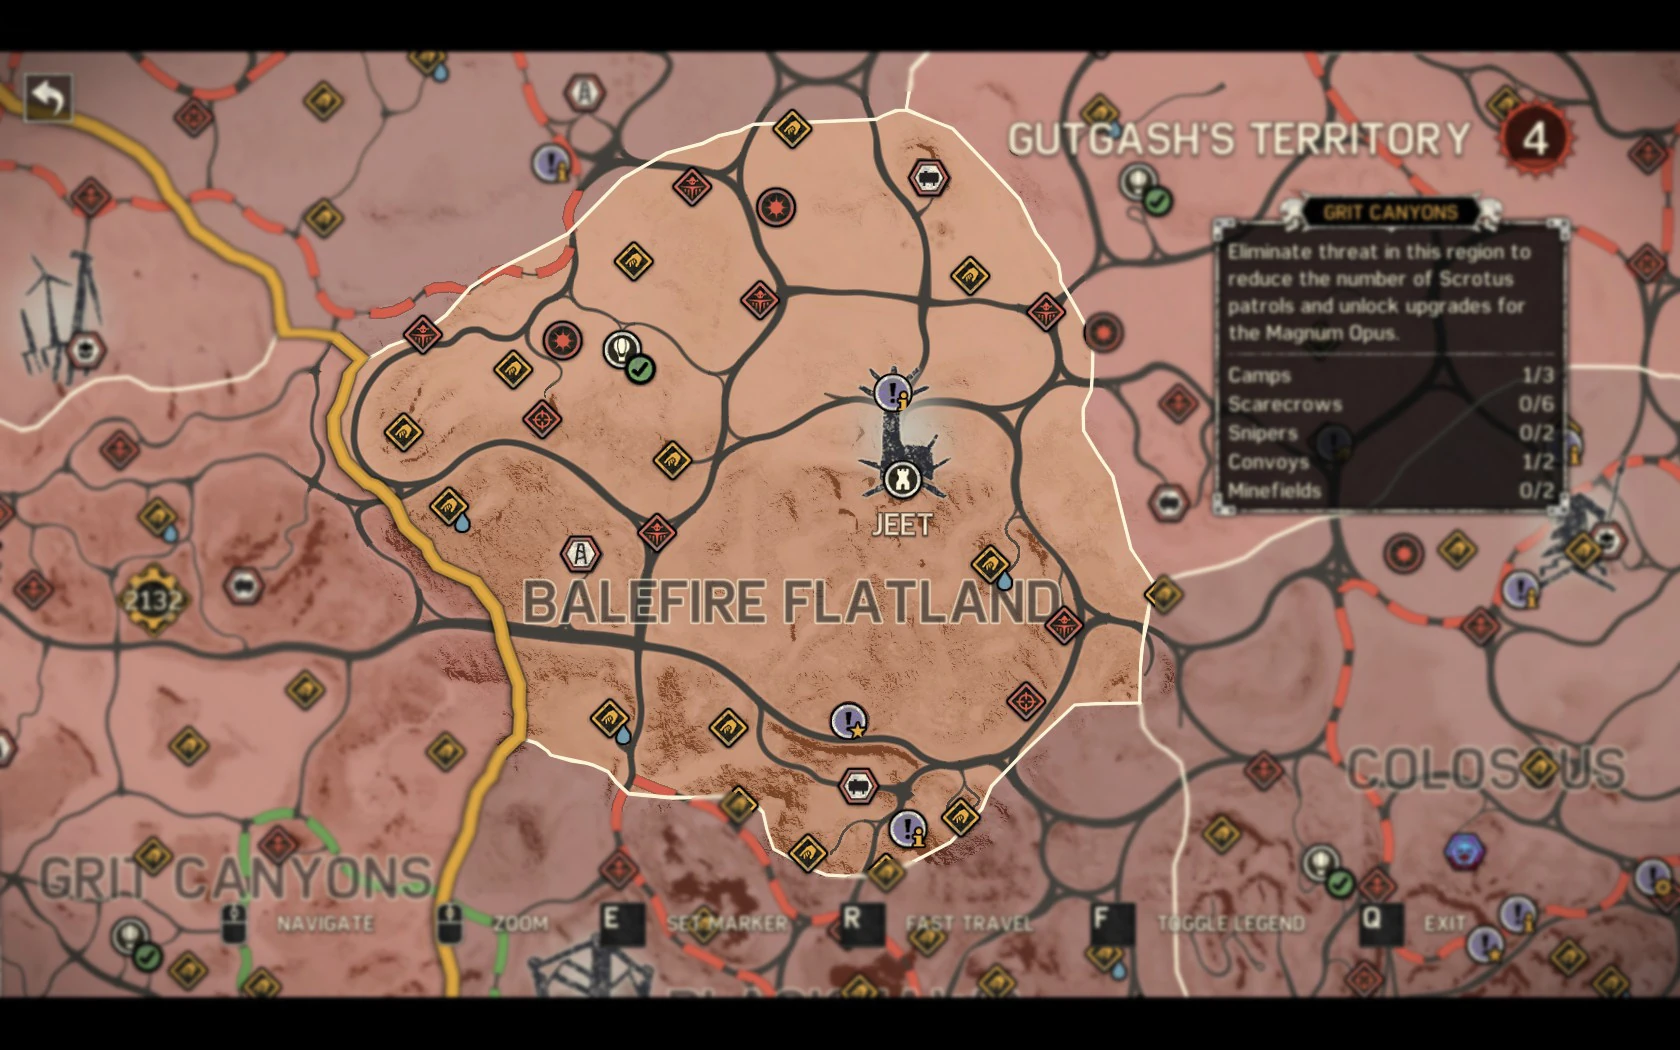 GUTGASH'S TERRITORY 4
GRIT CANYONS
Eliminate threat in this region to
reduce the number of Scrotus
patrols and unlock upgrades for
the Magnum Opus.
Camps 1/3
Scarecrows 0/6
Snipers 0/2
Convoys 1/2
Minefields 0/2
JEET
BALEFIRE FLATLAND
2132
COLOSSUS
GRIT CANYONS
NAVIGATE
ZOOM
E SET MARKER
R FAST TRAVEL
F TOGGLE LEGEND
Q EXIT